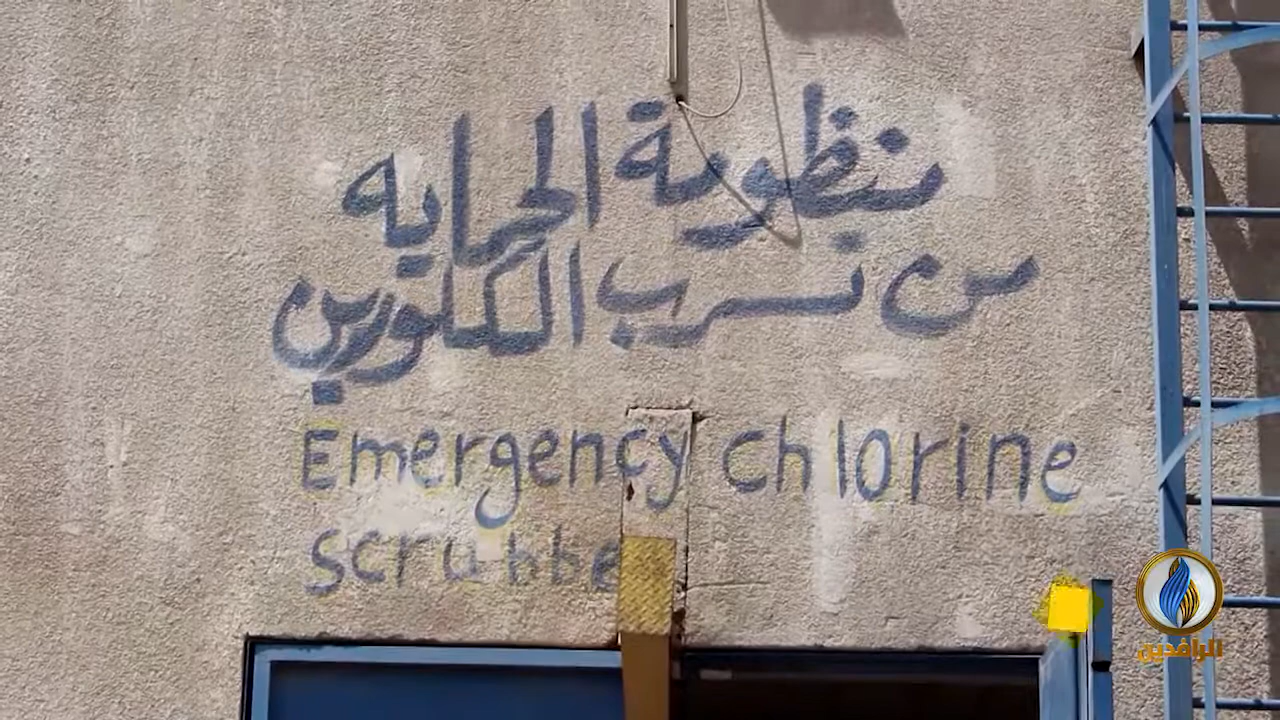 منظومة الحمايه
من تسرب الكلورين
Emergency chlorine
scrubbe
الرافدين